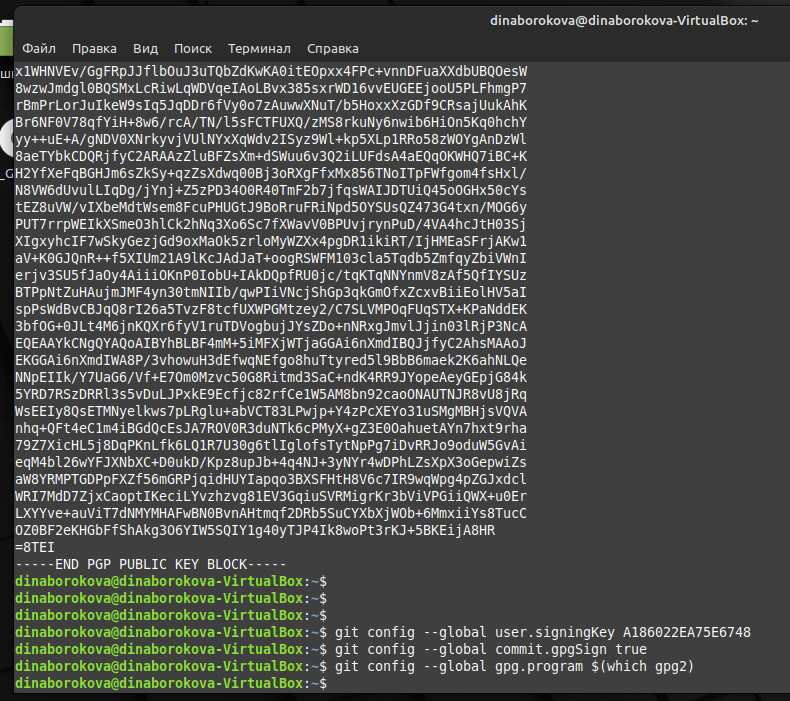 dinaborokova@dinaborokova-VirtualBox: ~
Файл Правка Вид Поиск Терминал Справка
x1WHNVEv/GgFRpJJflbOuJ3uTQbZdKwKA0itEOpxx4FPc+vnnDFuaXXdbUBQOesW
8wzwJmdgl0BQSMxLcRiwLqWDVqeIAoLBvx385sxrWD16vvEUGEEjooU5PLFhmgP7
rBmPrLorJuIkeW9sIq5JqDDr6fVy0o7zAuwwXNuT/b5HoxxXzGDf9CRsajUukAhK
Br6NF0V78qfYiH+8w6/rcA/TN/l5sFCTFUXQ/zMS8rkuNy6nwib6HiOn5Kq0hchY
yy++uE+A/gNDV0XNrkyvjVUlNYxXqWdv2ISyz9Wl+kp5XLp1RRo58zWOYgAnDzWl
8aeTYbkCDQRjfyC2ARAAzZluBFZsXm+dSWuu6v3Q2iLUFdsA4aEQqOKWHQ7iBC+K
H2YfXeFqBGHJm6sZkSy+qzZsXdwq00Bj3oRXgFfxMx856TNoITpFWfgom4fsHxl/
N8VW6dUvulLIqDg/jYnj+Z5zPD34O0R40TmF2b7jfqsWAIJDTUiQ45oOGHx50cYs
tEZ8uVW/vIXbeMdtWsem8FcuPHUGtJ9BoRruFRiNpd5OYSUsQZ473G4txn/MOG6y
PUT7rrpWEIkXSmeO3hlCk2hNq3Xo6Sc7fXWavV0BPUvjrynPuD/4VA4hcJtH03Sj
XIgxyhcIF7wSkyGezjGd9oxMaOk5zrloMyWZXx4pgDR1ikiRT/IjHMEaSFrjAKw1
aV+K0GJQnR++f5XIUm21A9lKcJAdJaT+oogRSWFM103cla5Tqdb5ZmfqyZbiVWnI
erjv3SU5fJaOy4AiiiOKnP0IobU+IAkDQpfRU0jc/tqKTqNNYnmV8zAf5QfIYSUz
BTPpNtZuHAujmJMF4yn30tmNIIb/qwPIiVNcjShGp3qkGmOfxZcxvBiiEolHV5aI
spPsWdBvCBJqQ8rI26a5TvzF8tcfUXWPGMtzey2/C7SLVMPOqFUqSTX+KPaNddEK
3bfOG+0JLt4M6jnKQXr6fyV1ruTDVogbujJYsZDo+nNRxgJmvlJjin03lRjP3NcA
EQEAAYkCNgQYAQoAIBYhBLBF4mM+5iMFXjWTjaGGAi6nXmdIBQJjfyC2AhsMAAoJ
EKGGAi6nXmdIWA8P/3vhowuH3dEfwqNEfgo8huTtyred5l9BbB6maek2K6ahNLQe
NNpEIIk/Y7UaG6/Vf+E7Om0Mzvc50G8Ritmd3SaC+ndK4RR9JYopeAeyGEpjG84k
5YRD7RSzDRRl3s5vDuLJPxkE9Ecfjc82rfCe1W5AM8bn92caoONAUTNJR8vU8jRq
WsEEIy8QsETMNyelkws7pLRglu+abVCT83LPwjp+Y4zPcXEYo31uSMgMBHjsVQVA
nhq+QFt4eC1m4iBGdQcEsJA7ROV0R3duNTk6cPMyX+gZ3E0OahuetAYn7hxt9rha
79Z7XicHL5j8DqPKnLfk6LQ1R7U30g6tlIglofsTytNpPg7iDvRRJo9oduW5GvAi
eqM4bl26wYFJXNbXC+D0ukD/Kpz8upJb+4q4NJ+3yNYr4wDPhLZsXpX3oGepwiZs
aW8YRMPTGDPpFXZf56mGRPjqidHUYIapqo3BXSFHtH8V6c7IR9wqWpg4pZGJxdcl
WRI7MdD7ZjxCaoptIKeciLYvzhzvg81EV3GqiuSVRMigrKr3bViVPGiiQWX+u0Er
LXYYve+auViT7dNMYMHAFwBN0BvnAHtmqf2DRb5SuCYXbXjWOb+6MmxiiYs8TucC
OZ0BF2eKHGbFfShAkg3O6YIW5SQIY1g40yTJP4Ik8woPt3rKJ+5BKEijA8HR
=8TEI
-----END PGP PUBLIC KEY BLOCK-----
dinaborokova@dinaborokova-VirtualBox:~$
dinaborokova@dinaborokova-VirtualBox:~$
dinaborokova@dinaborokova-VirtualBox:~$
dinaborokova@dinaborokova-VirtualBox:~$ git config --global user.signingKey A186022EA75E6748
dinaborokova@dinaborokova-VirtualBox:~$ git config --global commit.gpgSign true
dinaborokova@dinaborokova-VirtualBox:~$ git config --global gpg.program $(which gpg2)
dinaborokova@dinaborokova-VirtualBox:~$